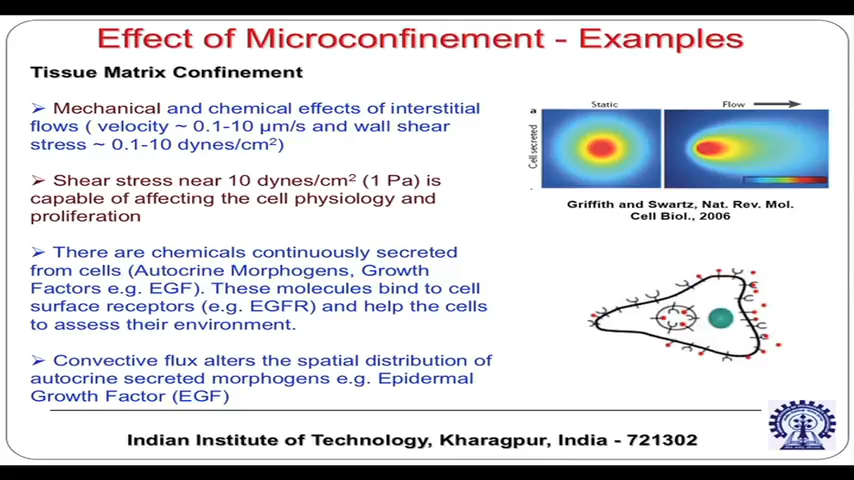 Effect of Microconfinement - Examples
Tissue Matrix Confinement
➢ Mechanical and chemical effects of interstitial
flows ( velocity ~ 0.1-10 µm/s and wall shear
stress ~ 0.1-10 dynes/cm²)
➢ Shear stress near 10 dynes/cm² (1 Pa) is
capable of affecting the cell physiology and
proliferation
➢ There are chemicals continuously secreted
from cells (Autocrine Morphogens, Growth
Factors e.g. EGF). These molecules bind to cell
surface receptors (e.g. EGFR) and help the cells
to assess their environment.
➢ Convective flux alters the spatial distribution of
autocrine secreted morphogens e.g. Epidermal
Growth Factor (EGF)
a
Static
Flow
Cell secreted
Griffith and Swartz, Nat. Rev. Mol.
Cell Biol., 2006
Indian Institute of Technology, Kharagpur, India - 721302